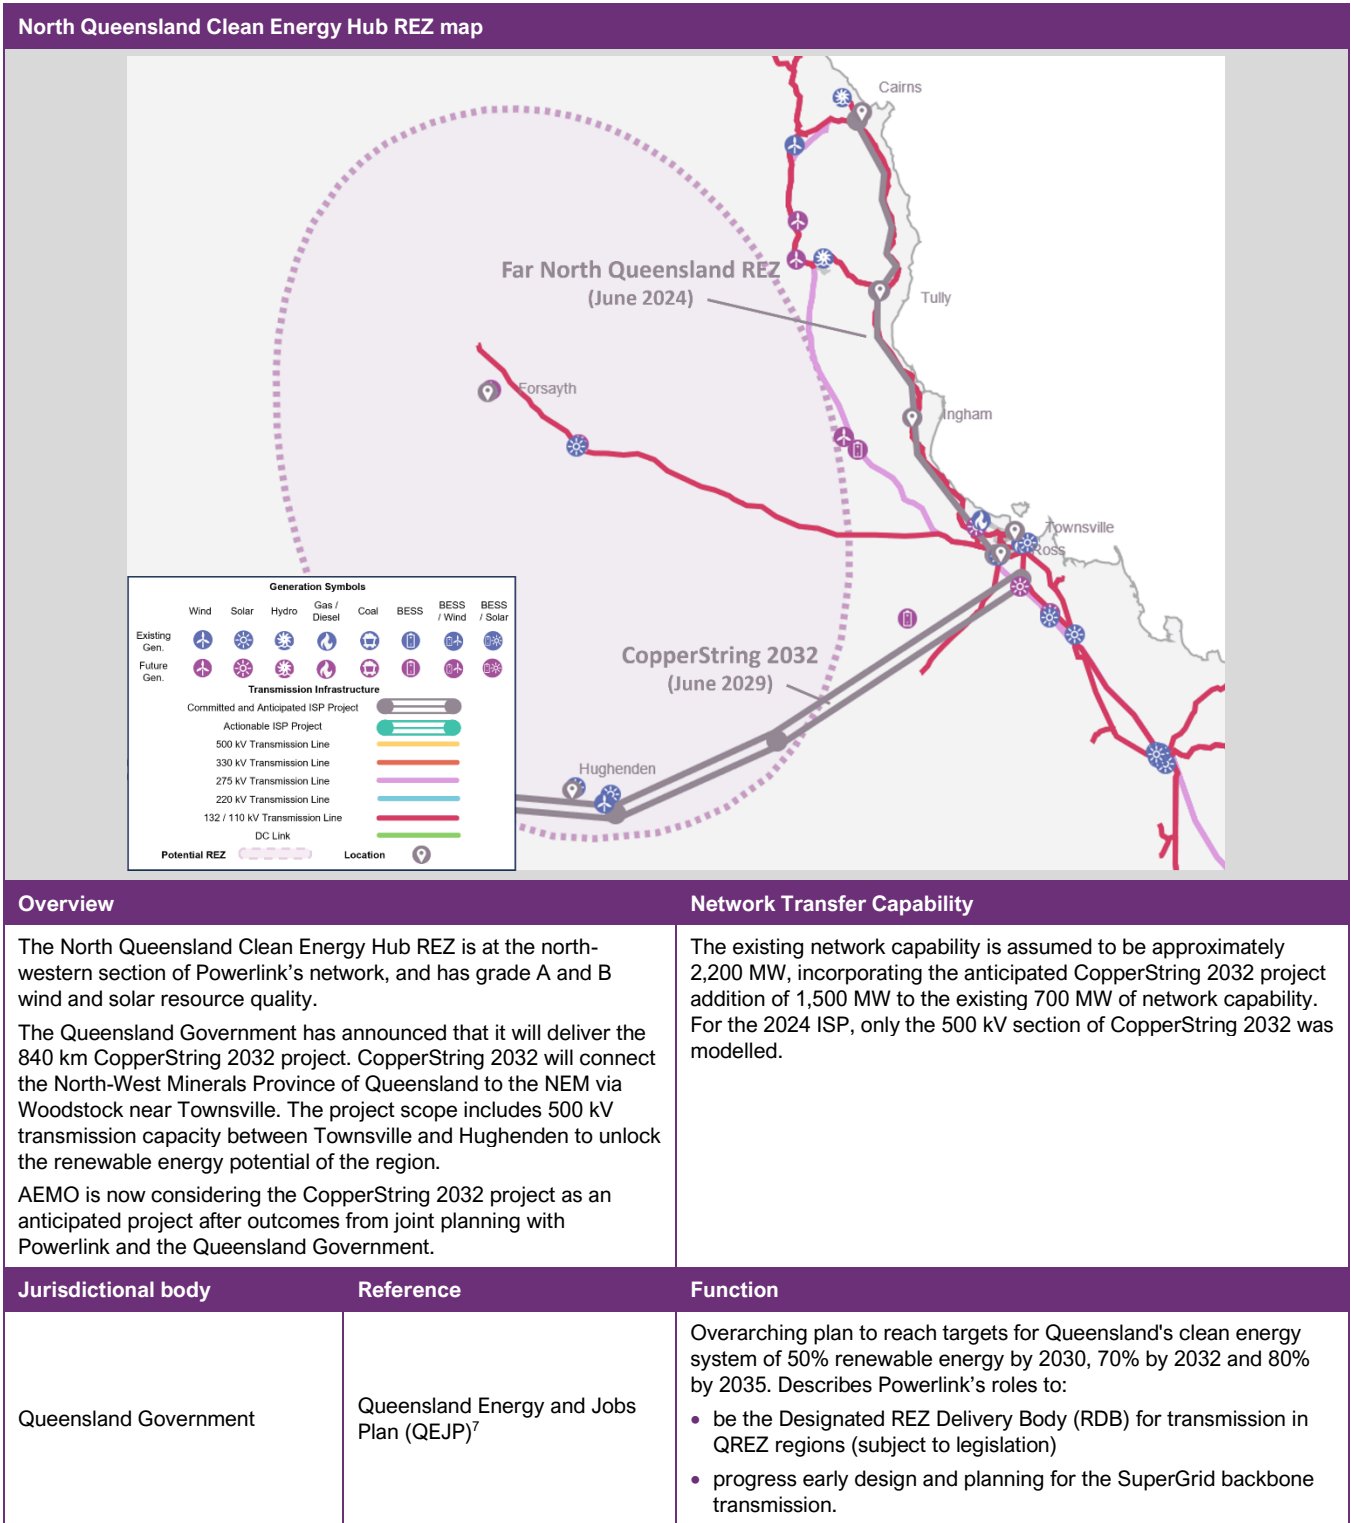 North Queensland Clean Energy Hub REZ map
Cairns
Far North Queensland REZ
(June 2024)
Tully
Forsayth
Ingham
Townsville
Ross
CopperString 2032
(June 2029)
Hughenden
Generation Symbols
Wind Solar Hydro Gas / Diesel Coal BESS BESS / Wind BESS / Solar
Existing Gen.
Future Gen.
Transmission Infrastructure
Committed and Anticipated ISP Project
Actionable ISP Project
500 kV Transmission Line
330 kV Transmission Line
275 kV Transmission Line
220 kV Transmission Line
132 / 110 kV Transmission Line
DC Link
Potential REZ Location
Overview
The North Queensland Clean Energy Hub REZ is at the north-
western section of Powerlink's network, and has grade A and B
wind and solar resource quality.
The Queensland Government has announced that it will deliver the
840 km CopperString 2032 project. CopperString 2032 will connect
the North-West Minerals Province of Queensland to the NEM via
Woodstock near Townsville. The project scope includes 500 kV
transmission capacity between Townsville and Hughenden to unlock
the renewable energy potential of the region.
AEMO is now considering the CopperString 2032 project as an
anticipated project after outcomes from joint planning with
Powerlink and the Queensland Government.
Network Transfer Capability
The existing network capability is assumed to be approximately
2,200 MW, incorporating the anticipated CopperString 2032 project
addition of 1,500 MW to the existing 700 MW of network capability.
For the 2024 ISP, only the 500 kV section of CopperString 2032 was
modelled.
Jurisdictional body
Reference
Function
Queensland Government
Queensland Energy and Jobs
Plan (QEJP)7
Overarching plan to reach targets for Queensland's clean energy
system of 50% renewable energy by 2030, 70% by 2032 and 80%
by 2035. Describes Powerlink's roles to:
• be the Designated REZ Delivery Body (RDB) for transmission in
QREZ regions (subject to legislation)
• progress early design and planning for the SuperGrid backbone
transmission.